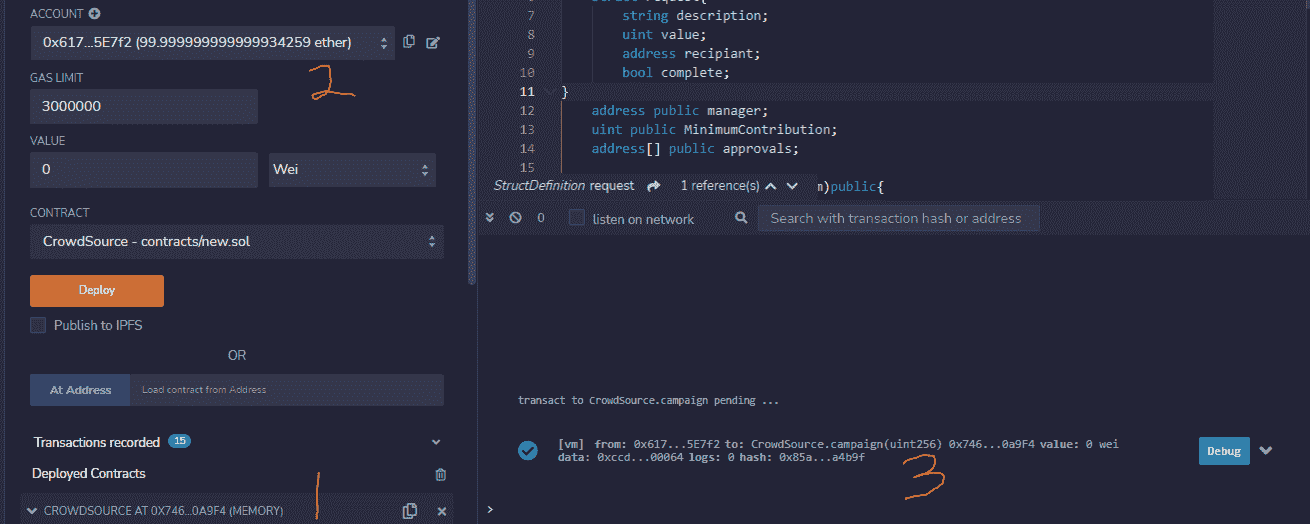 ACCOUNT
0x617...5E7f2 (99.999999999999934259 ether)
2
GAS LIMIT
3000000
VALUE
0
Wei
CONTRACT
CrowdSource - contracts/new.sol
Deploy
Publish to IPFS
OR
At Address
Load contract from Address
Transactions recorded 15
Deployed Contracts
1
CROWDSOURCE AT 0X746...0A9F4 (MEMORY)
7 string description;
8 uint value;
9 address recipiant;
10 bool complete;
11 }
12 address public manager;
13 uint public MinimumContribution;
14 address[] public approvals;
15
StructDefinition request 1 reference(s) m)public{
0 listen on network Search with transaction hash or address
transact to CrowdSource.campaign pending ...
[vm] from: 0x617...5E7f2 to: CrowdSource.campaign(uint256) 0x746...0a9F4 value: 0 wei
data: 0xccd...00064 logs: 0 hash: 0x85a...a4b9f
Debug
3
>